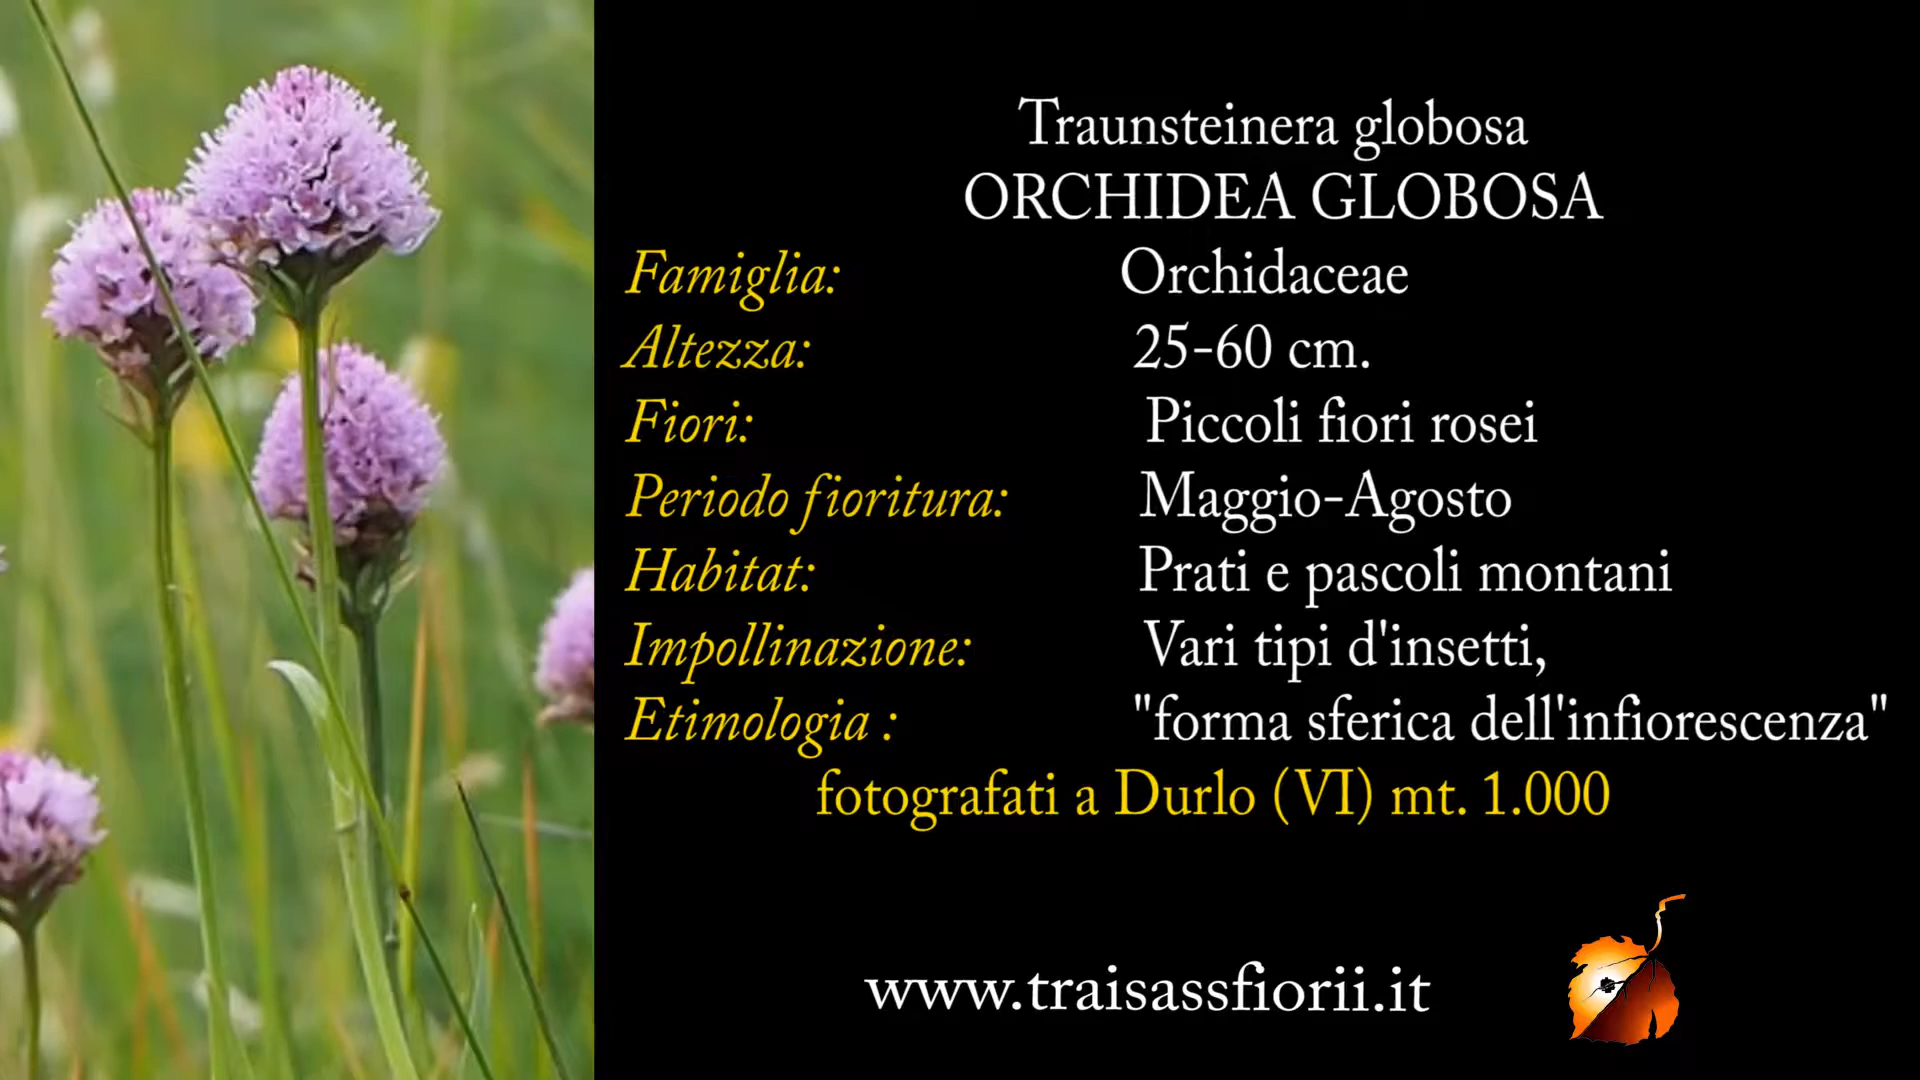 Traunsteinera globosa
ORCHIDEA GLOBOSA
Famiglia: Orchidaceae
Altezza: 25-60 cm.
Fiori: Piccoli fiori rosei
Periodo fioritura: Maggio-Agosto
Habitat: Prati e pascoli montani
Impollinazione: Vari tipi d'insetti,
Etimologia : "forma sferica dell'infiorescenza"
fotografati a Durlo (VI) mt. 1.000
www.traisassfiorii.it